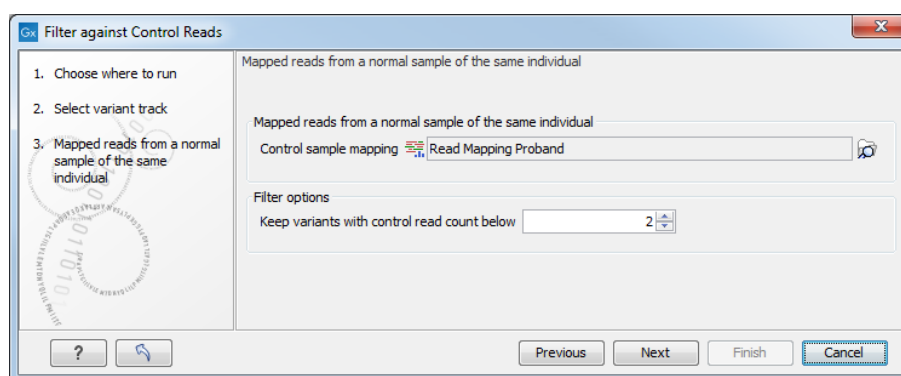 Gx Filter against Control Reads
1. Choose where to run
2. Select variant track
3. Mapped reads from a normal
sample of the same
individual
Mapped reads from a normal sample of the same individual
Mapped reads from a normal sample of the same individual
Control sample mapping Read Mapping Proband
Filter options
Keep variants with control read count below 2
? Previous Next Finish Cancel